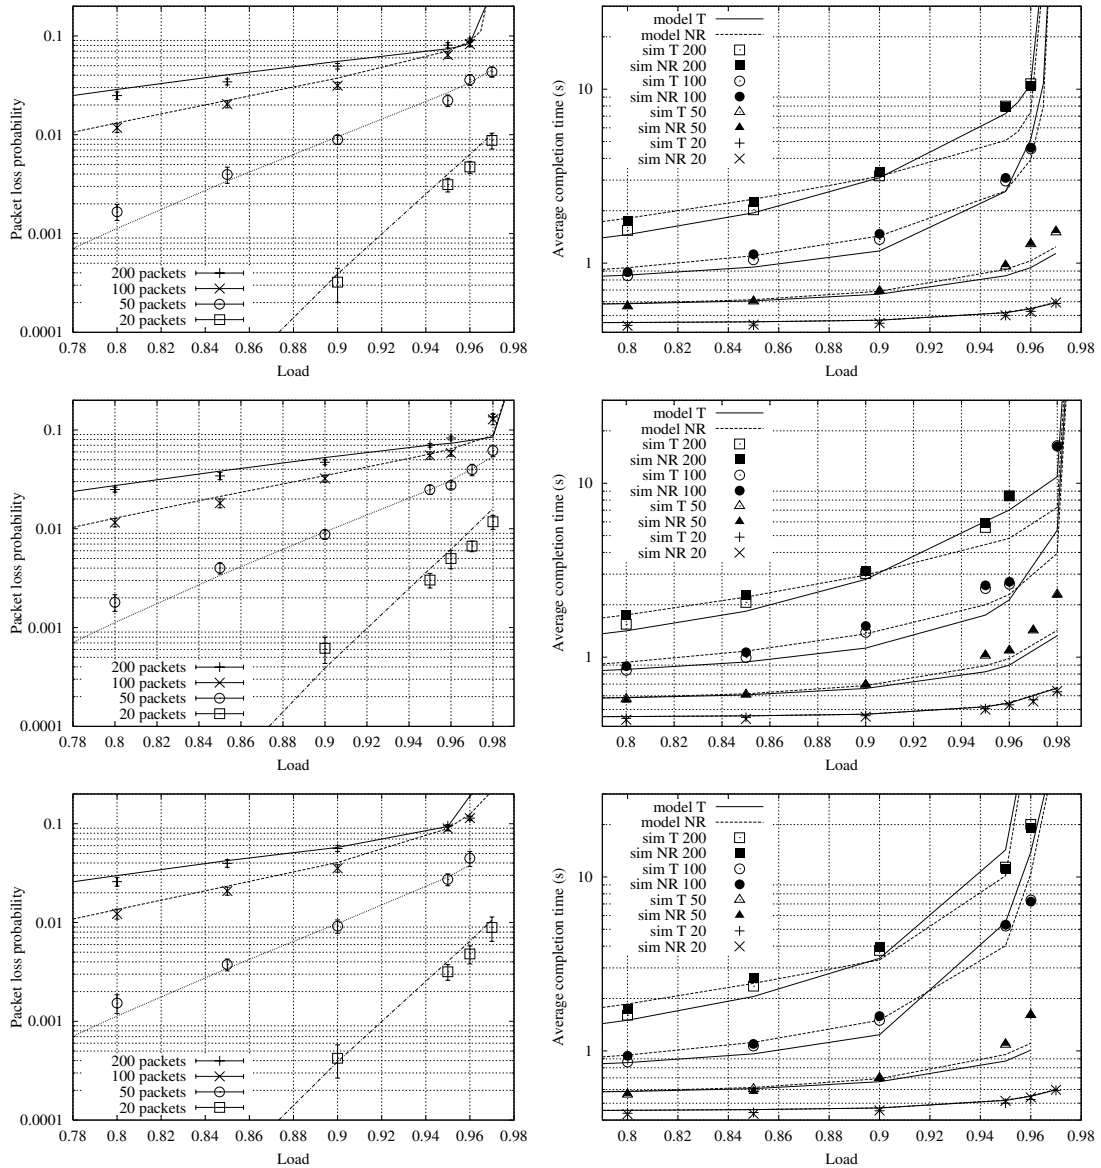 0.1
0.01
0.001
0.0001
Packet loss probability
200 packets
100 packets
50 packets
20 packets
0.78 0.8 0.82 0.84 0.86 0.88 0.9 0.92 0.94 0.96 0.98
Load
10
1
Average completion time (s)
model T
model NR
sim T 200
sim NR 200
sim T 100
sim NR 100
sim T 50
sim NR 50
sim T 20
sim NR 20
0.8 0.82 0.84 0.86 0.88 0.9 0.92 0.94 0.96 0.98
Load
0.1
0.01
0.001
0.0001
Packet loss probability
200 packets
100 packets
50 packets
20 packets
0.78 0.8 0.82 0.84 0.86 0.88 0.9 0.92 0.94 0.96 0.98
Load
10
1
Average completion time (s)
model T
model NR
sim T 200
sim NR 200
sim T 100
sim NR 100
sim T 50
sim NR 50
sim T 20
sim NR 20
0.8 0.82 0.84 0.86 0.88 0.9 0.92 0.94 0.96 0.98
Load
0.1
0.01
0.001
0.0001
Packet loss probability
200 packets
100 packets
50 packets
20 packets
0.78 0.8 0.82 0.84 0.86 0.88 0.9 0.92 0.94 0.96 0.98
Load
10
1
Average completion time (s)
model T
model NR
sim T 200
sim NR 200
sim T 100
sim NR 100
sim T 50
sim NR 50
sim T 20
sim NR 20
0.8 0.82 0.84 0.86 0.88 0.9 0.92 0.94 0.96 0.98
Load